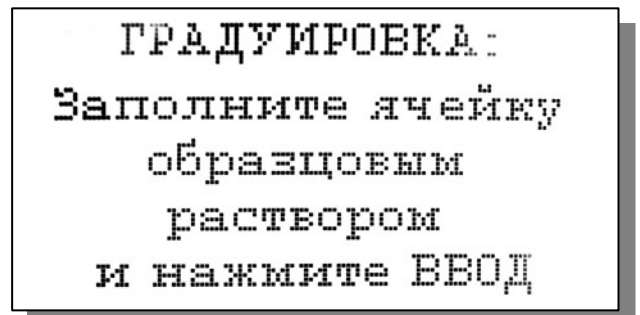 ГРАДУИРОВКА:
Заполните ячейку
образцовым
раствором
и нажмите ВВОД